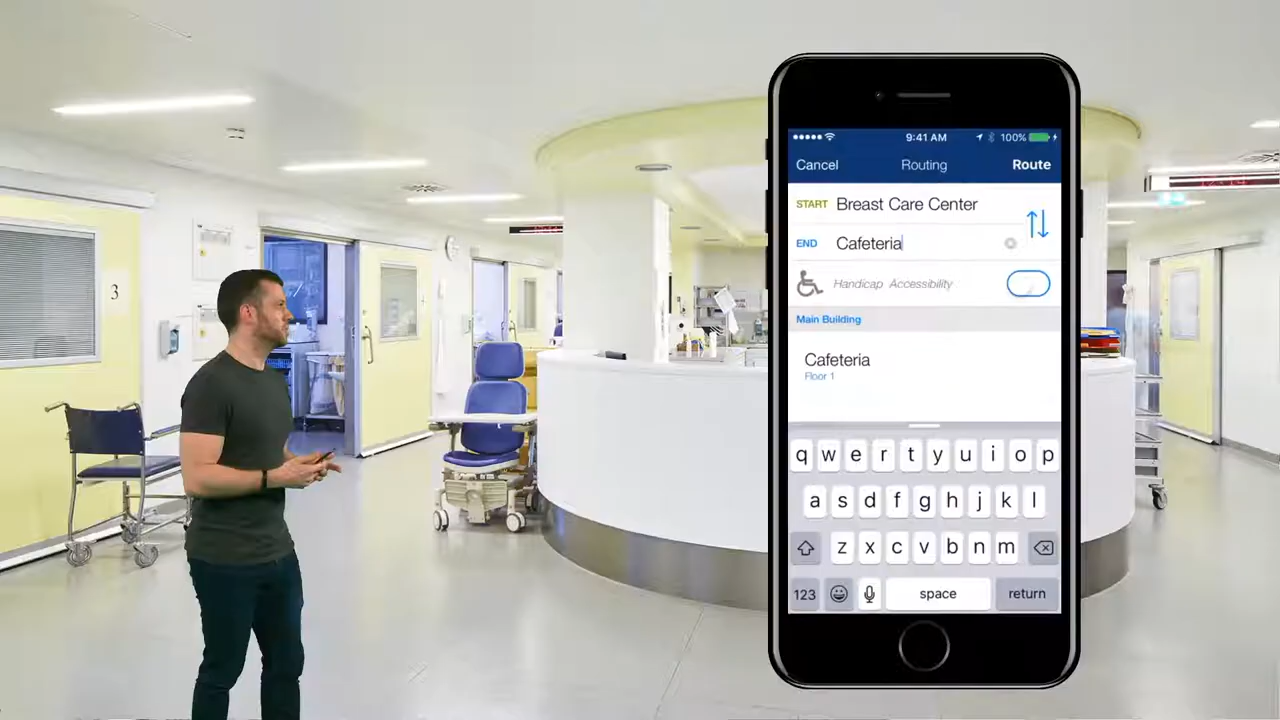 9:41 AM
100%
Cancel
Routing
Route
START Breast Care Center
END Cafeteria
Handicap Accessibility
Main Building
Cafeteria
Floor 1
q w e r t y u i o p
a s d f g h j k l
z x c v b n m
123
space
return
3